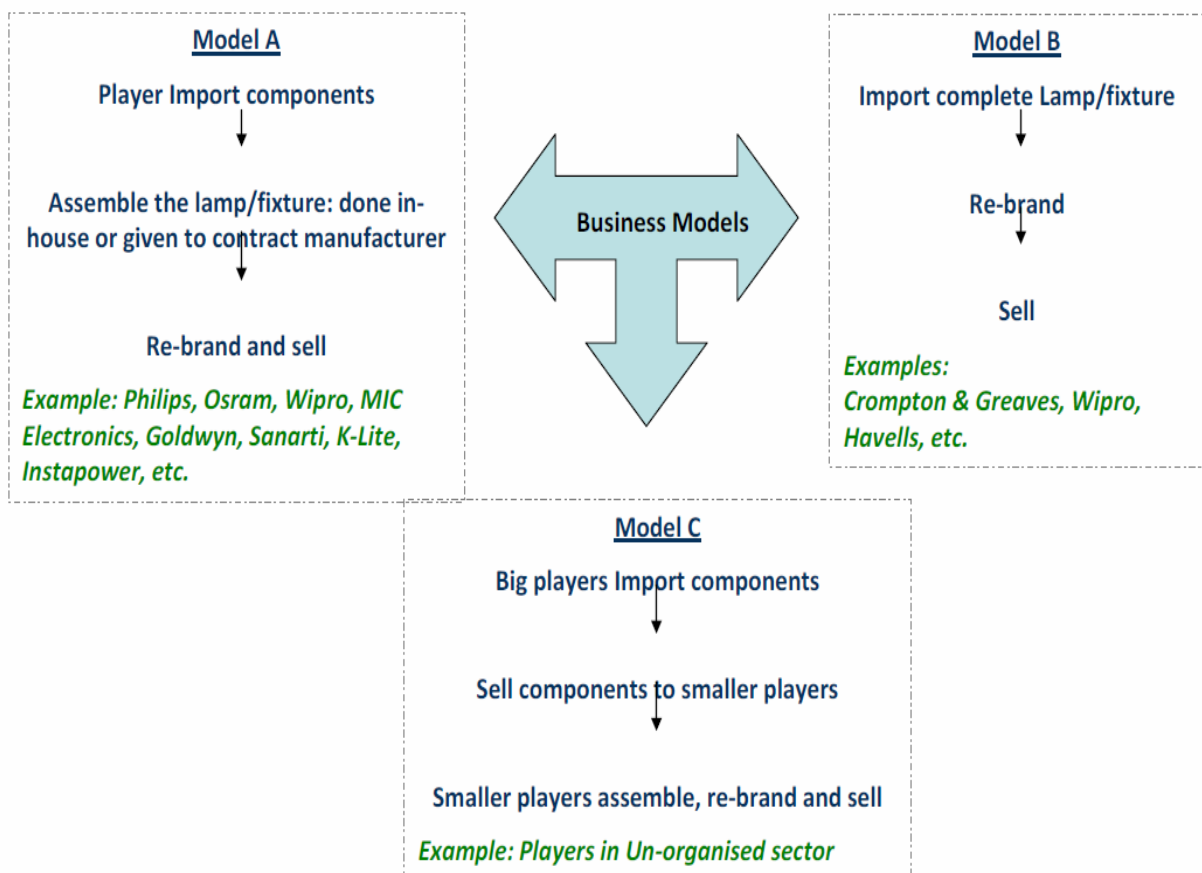 Model A
Player Import components
Assemble the lamp/fixture: done in-
house or given to contract manufacturer
Re-brand and sell
Example: Philips, Osram, Wipro, MIC
Electronics, Goldwyn, Sanarti, K-Lite,
Instapower, etc.
Business Models
Model B
Import complete Lamp/fixture
Re-brand
Sell
Examples:
Crompton & Greaves, Wipro,
Havells, etc.
Model C
Big players Import components
Sell components to smaller players
Smaller players assemble, re-brand and sell
Example: Players in Un-organised sector